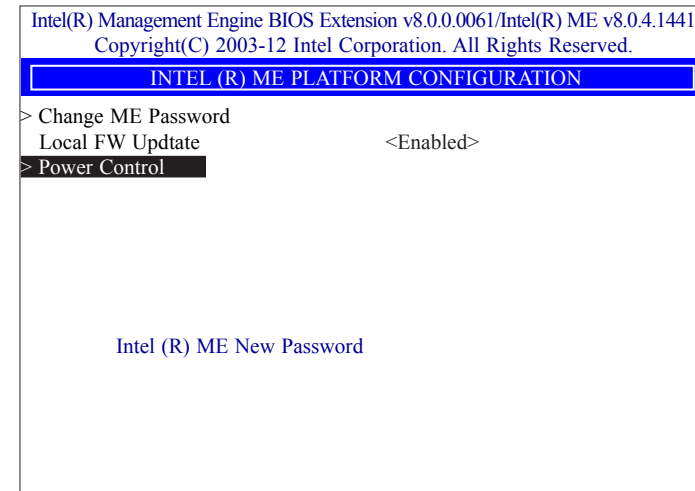 Intel(R) Management Engine BIOS Extension v8.0.0.0061/Intel(R) ME v8.0.4.1441
Copyright(C) 2003-12 Intel Corporation. All Rights Reserved.
INTEL (R) ME PLATFORM CONFIGURATION
> Change ME Password
Local FW Updtate <Enabled>
> Power Control
Intel (R) ME New Password